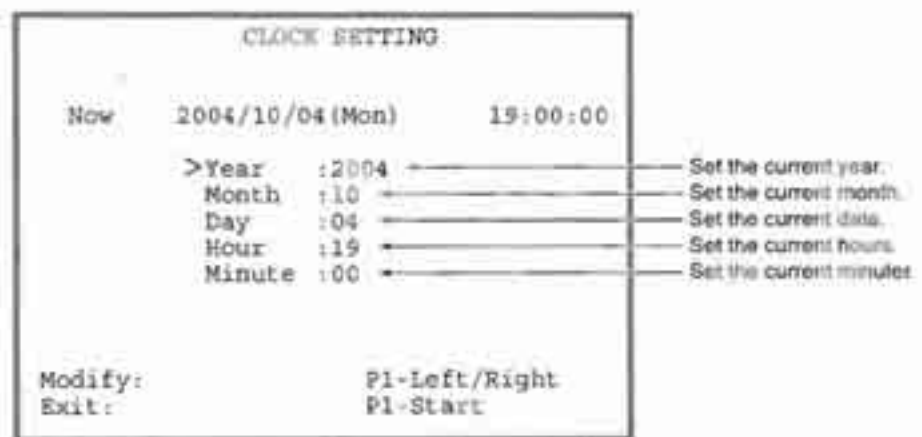 CLOCK SETTING
Now 2004/10/04(Mon) 19:00:00
>Year :2004 Set the current year.
Month :10 Set the current month.
Day :04 Set the current date.
Hour :19 Set the current hours.
Minute :00 Set the current minutes.
Modify: P1-Left/Right
Exit: P1-Start